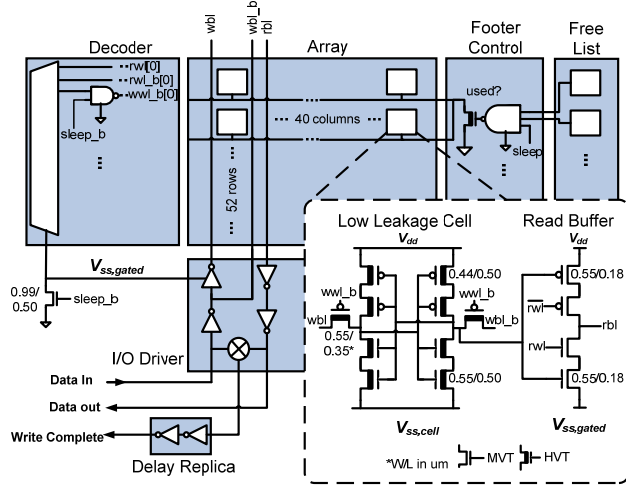 wbl
wbl_b
rbl
Decoder
Array
Footer
Control
Free
List
rwl[0]
rwl_b[0]
wwl_b[0]
sleep_b
used?
sleep
40 columns
52 rows
Low Leakage Cell
Read Buffer
Vdd
Vdd
Vss,gated
0.99/
0.50
sleep_b
I/O Driver
0.44/0.50
0.55/0.18
wwl_b
wwl_b
wbl
wbl_b
rwl
rbl
0.55/
0.35*
rwl
0.55/0.50
0.55/0.18
Data In
Data out
Write Complete
Delay Replica
Vss,cell
Vss,gated
*W/L in um
MVT
HVT